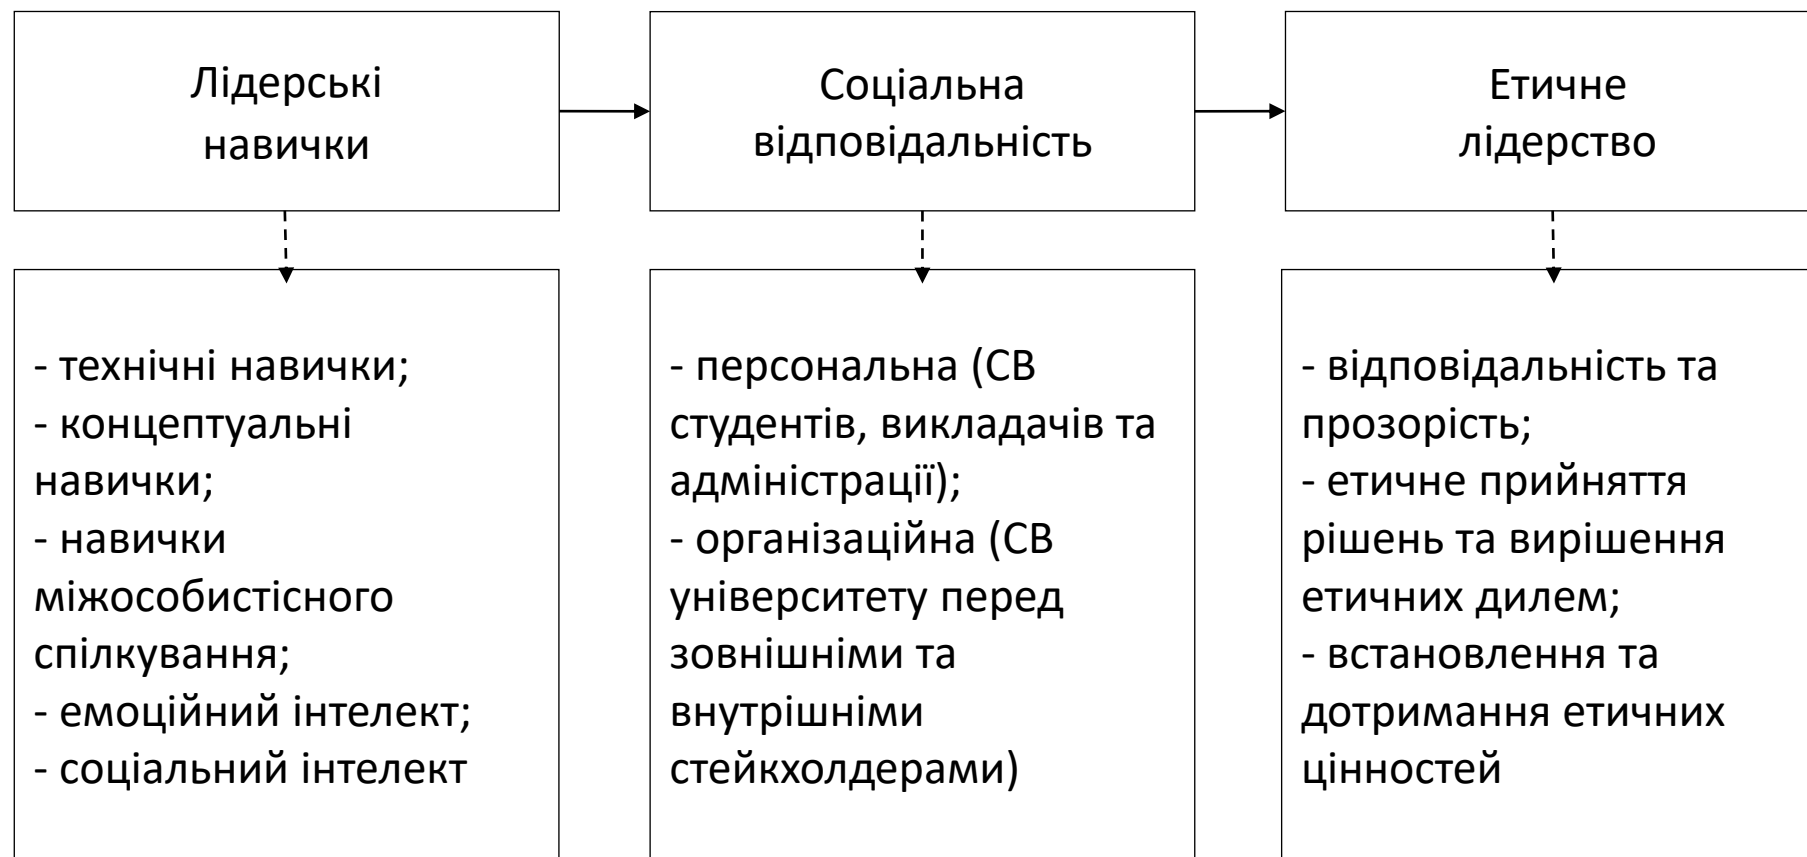 Лідерські
навички
Соціальна
відповідальність
Етичне
лідерство
- технічні навички;
- концептуальні
навички;
- навички
міжособистісного
спілкування;
- емоційний інтелект;
- соціальний інтелект
- персональна (СВ
студентів, викладачів та
адміністрації);
- організаційна (СВ
університету перед
зовнішніми та
внутрішніми
стейкхолдерами)
- відповідальність та
прозорість;
- етичне прийняття
рішень та вирішення
етичних дилем;
- встановлення та
дотримання етичних
цінностей